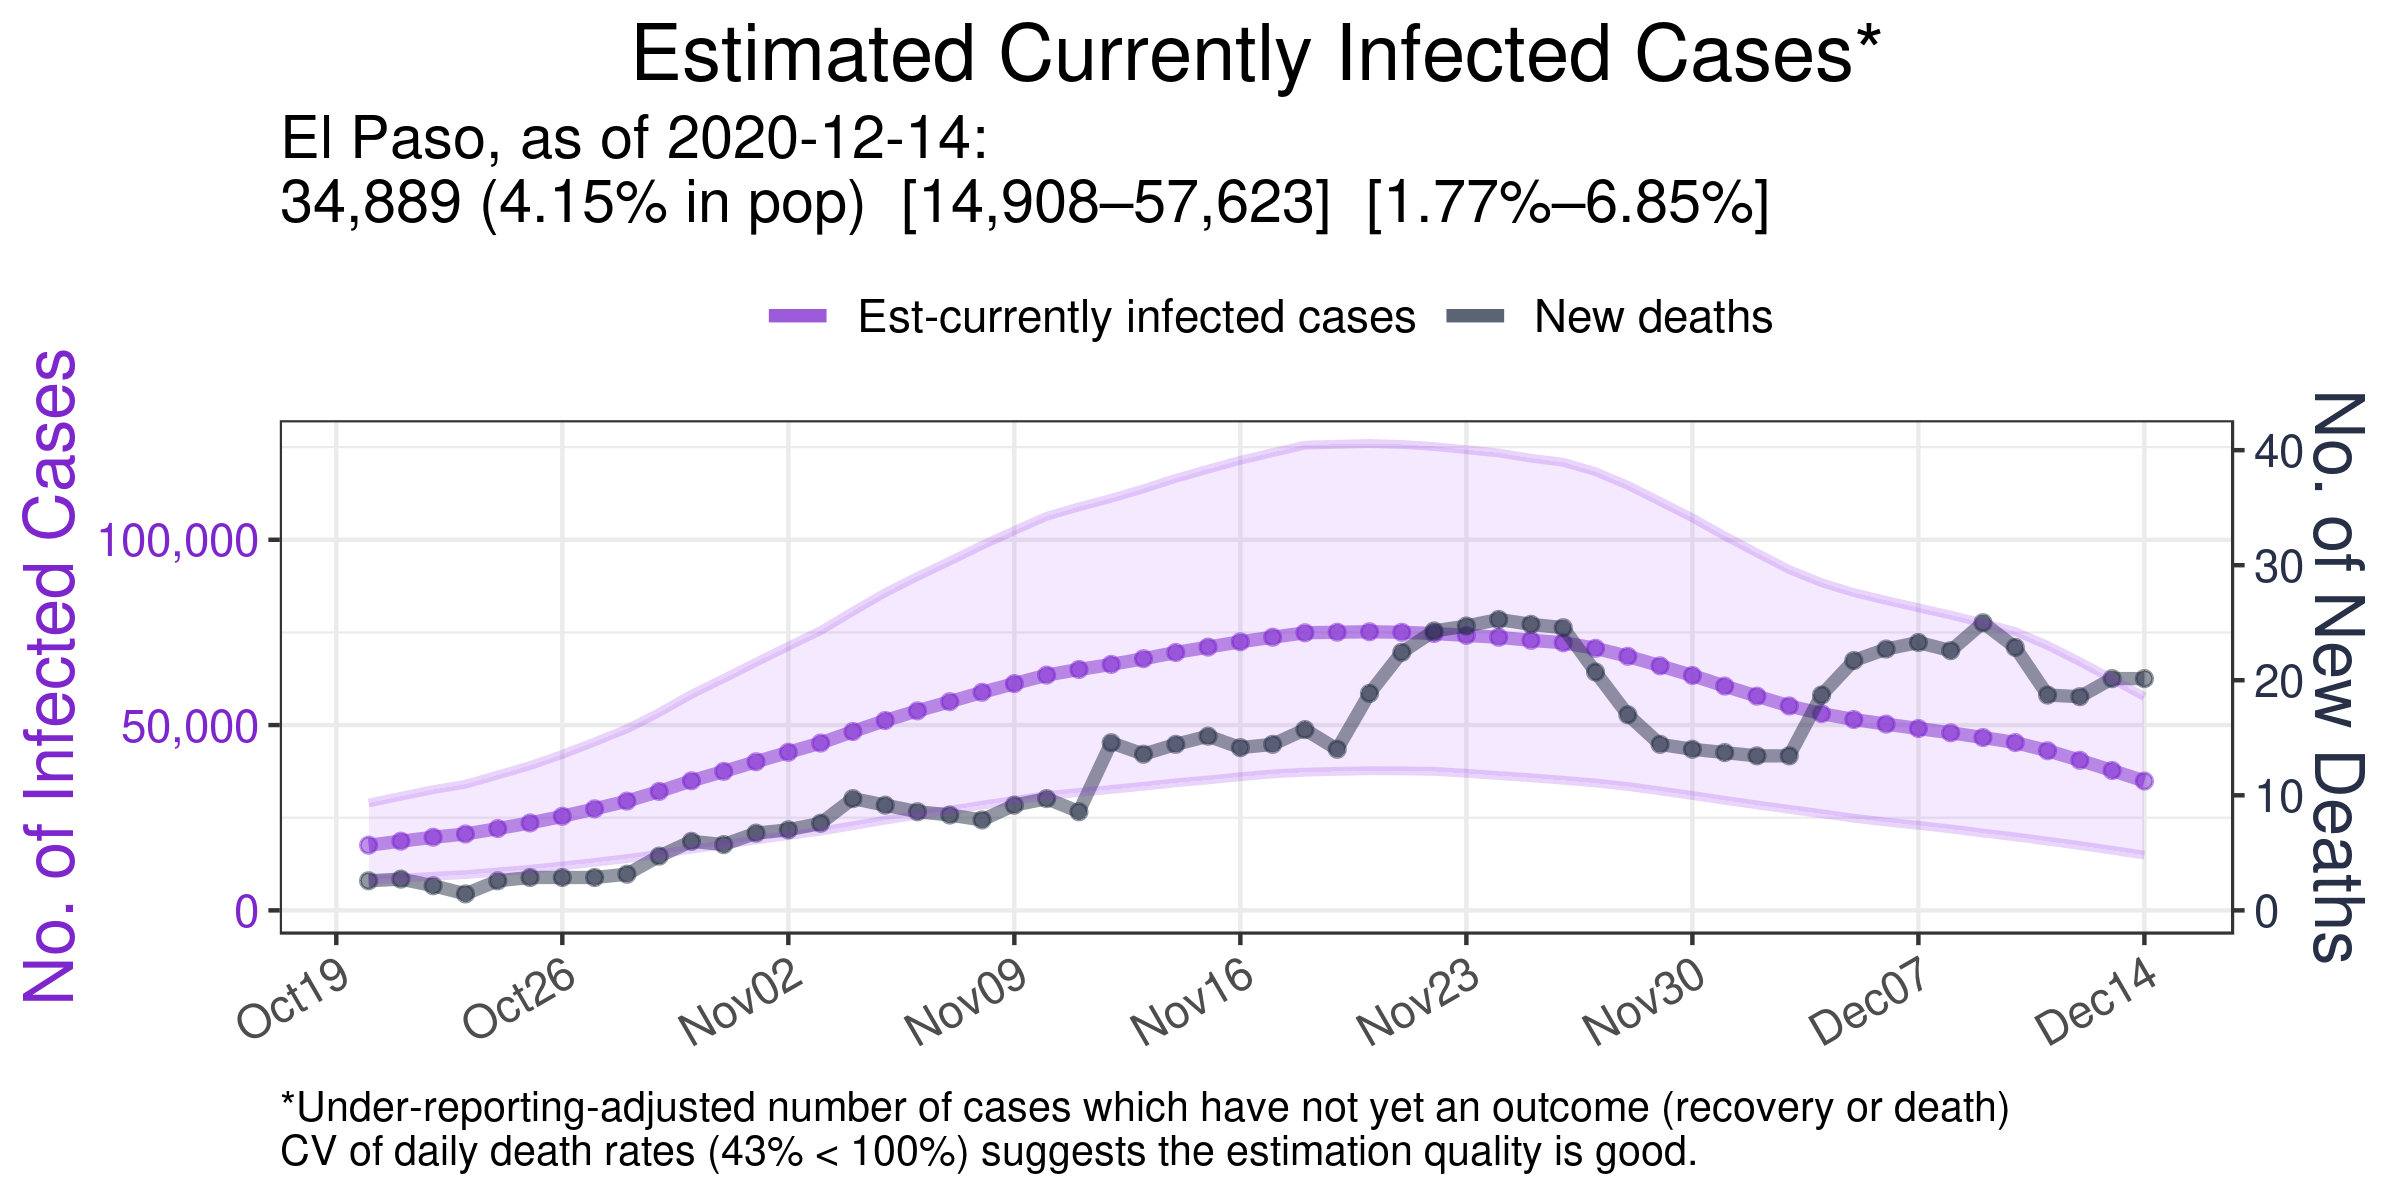 Estimated Currently Infected Cases*
El Paso, as of 2020-12-14:
34,889 (4.15% in pop) [14,908–57,623] [1.77%–6.85%]
Est-currently infected cases
New deaths
No. of Infected Cases
100,000
50,000
0
No. of New Deaths
40
30
20
10
0
Oct19
Oct26
Nov02
Nov09
Nov16
Nov23
Nov30
Dec07
Dec14
*Under-reporting-adjusted number of cases which have not yet an outcome (recovery or death)
CV of daily death rates (43% < 100%) suggests the estimation quality is good.